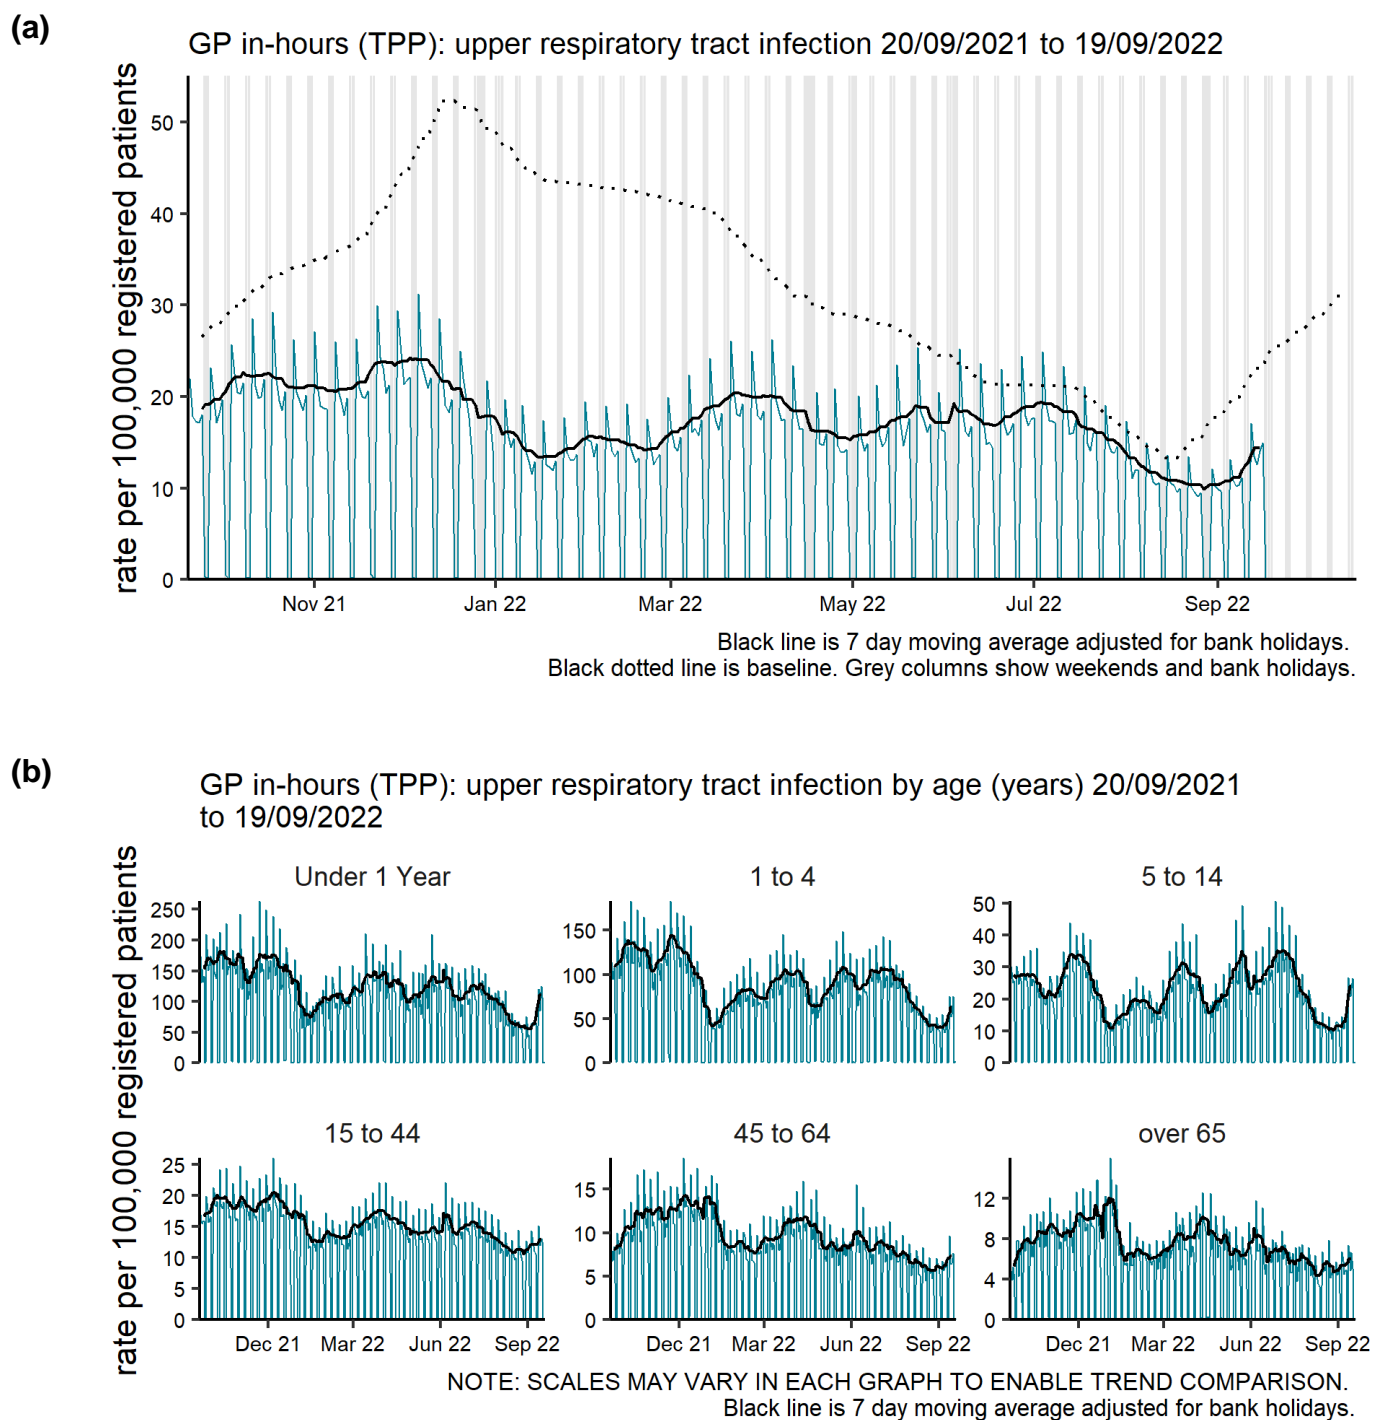 (a)
GP in-hours (TPP): upper respiratory tract infection 20/09/2021 to 19/09/2022
rate per 100,000 registered patients
50
40
30
20
10
0
Nov 21 Jan 22 Mar 22 May 22 Jul 22 Sep 22
Black line is 7 day moving average adjusted for bank holidays.
Black dotted line is baseline. Grey columns show weekends and bank holidays.
(b)
GP in-hours (TPP): upper respiratory tract infection by age (years) 20/09/2021
to 19/09/2022
rate per 100,000 registered patients
Under 1 Year
250
200
150
100
50
0
1 to 4
150
100
50
0
5 to 14
50
40
30
20
10
0
15 to 44
25
20
15
10
5
0
Dec 21 Mar 22 Jun 22 Sep 22
45 to 64
15
10
5
0
Dec 21 Mar 22 Jun 22 Sep 22
over 65
12
8
4
0
Dec 21 Mar 22 Jun 22 Sep 22
NOTE: SCALES MAY VARY IN EACH GRAPH TO ENABLE TREND COMPARISON.
Black line is 7 day moving average adjusted for bank holidays.